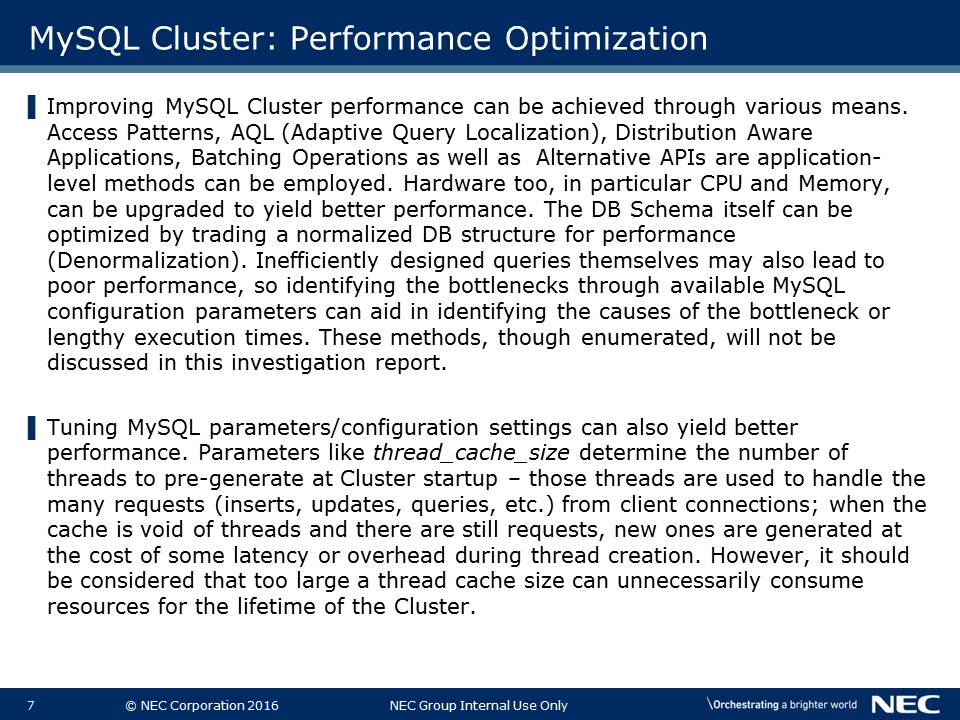 MySQL Cluster: Performance Optimization
Improving MySQL Cluster performance can be achieved through various means.
Access Patterns, AQL (Adaptive Query Localization), Distribution Aware
Applications, Batching Operations as well as Alternative APIs are application-
level methods can be employed. Hardware too, in particular CPU and Memory,
can be upgraded to yield better performance. The DB Schema itself can be
optimized by trading a normalized DB structure for performance
(Denormalization). Inefficiently designed queries themselves may also lead to
poor performance, so identifying the bottlenecks through available MySQL
configuration parameters can aid in identifying the causes of the bottleneck or
lengthy execution times. These methods, though enumerated, will not be
discussed in this investigation report.
Tuning MySQL parameters/configuration settings can also yield better
performance. Parameters like thread_cache_size determine the number of
threads to pre-generate at Cluster startup – those threads are used to handle the
many requests (inserts, updates, queries, etc.) from client connections; when the
cache is void of threads and there are still requests, new ones are generated at
the cost of some latency or overhead during thread creation. However, it should
be considered that too large a thread cache size can unnecessarily consume
resources for the lifetime of the Cluster.
7 © NEC Corporation 2016 NEC Group Internal Use Only \Orchestrating a brighter world NEC